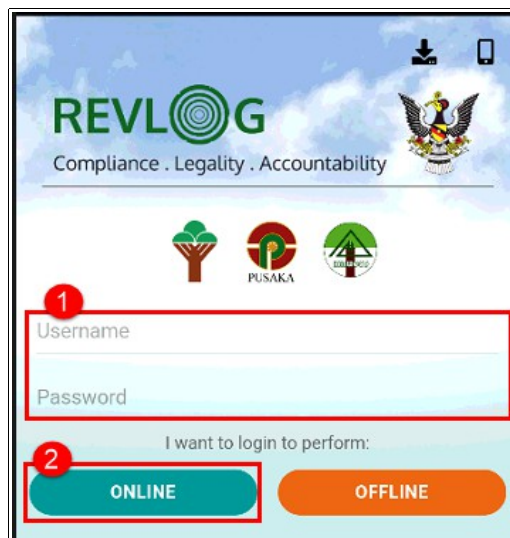 REVLOG
Compliance . Legality . Accountability
PUSAKA
1
Username
Password
I want to login to perform:
2
ONLINE
OFFLINE